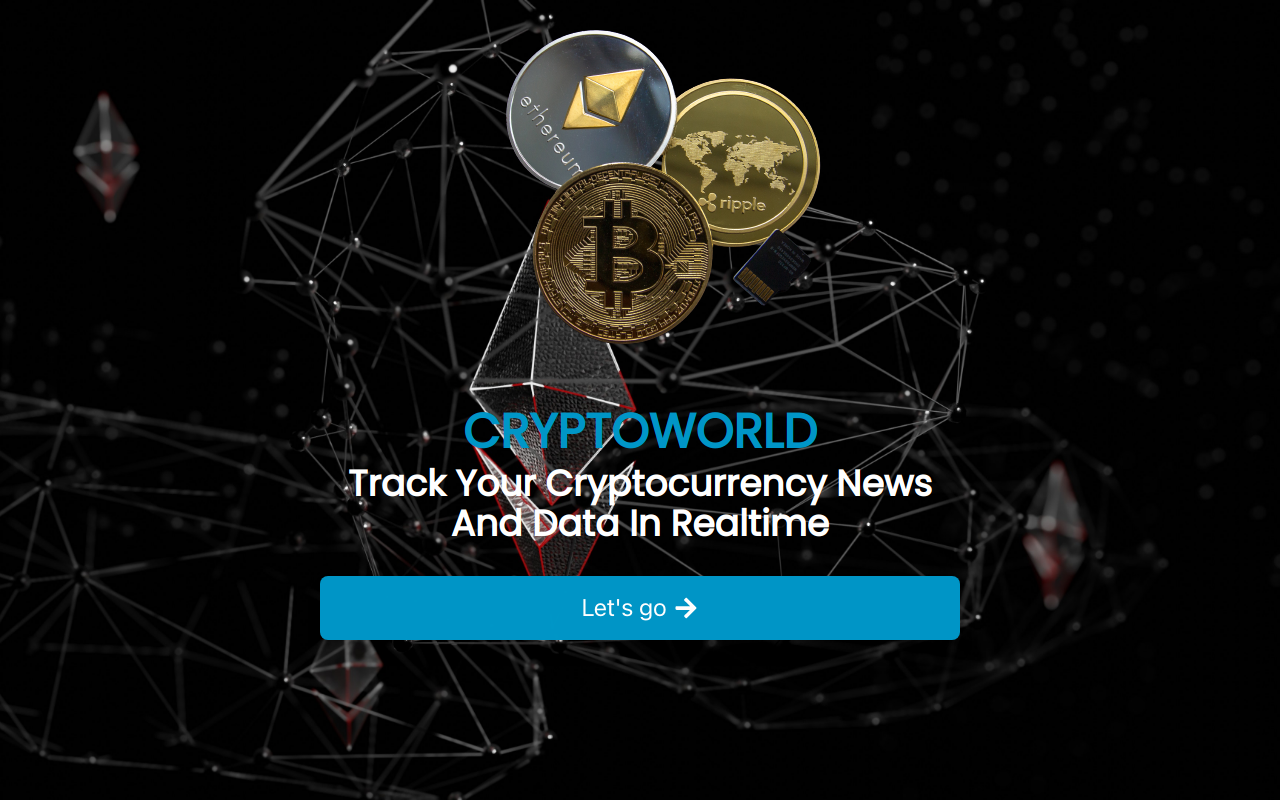 ethereum
ripple
CRYPTOWORLD
Track Your Cryptocurrency News
And Data In Realtime
Let's go